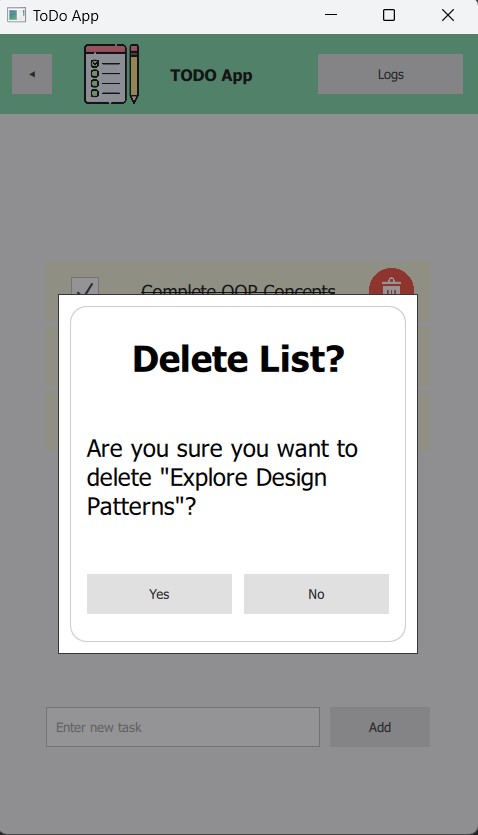 ToDo App
◂ TODO App Logs
Complete OOP Concepts
Delete List?
Are you sure you want to
delete "Explore Design
Patterns"?
Yes No
Enter new task Add